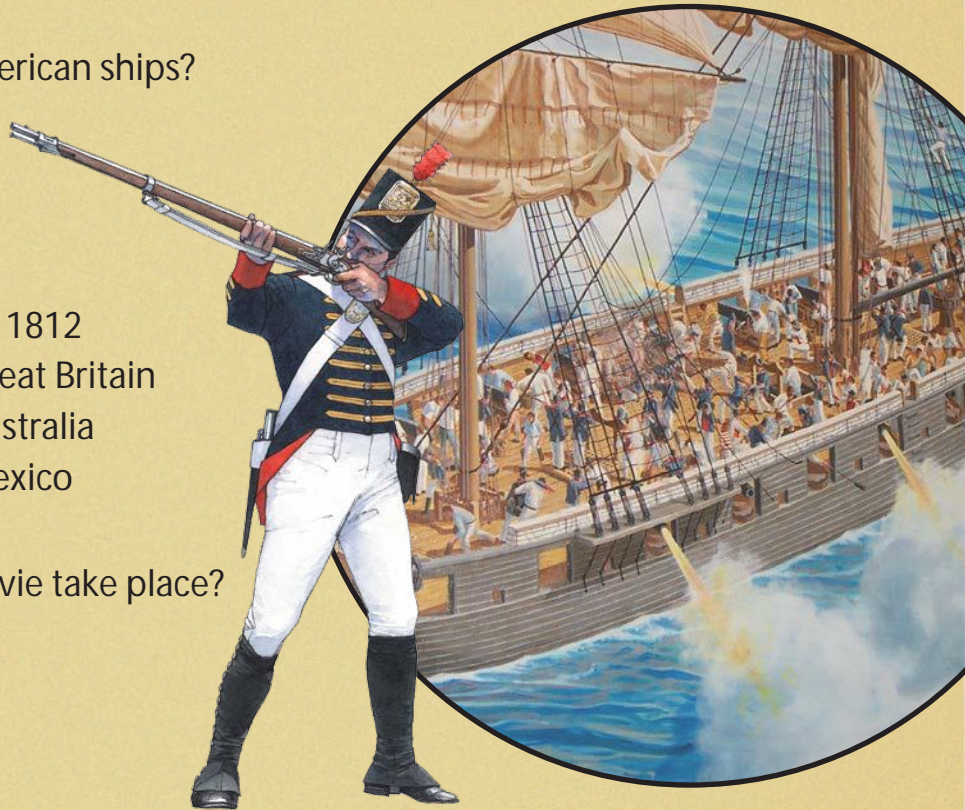 erican ships?
1812
eat Britain
stralia
exico
vie take place?